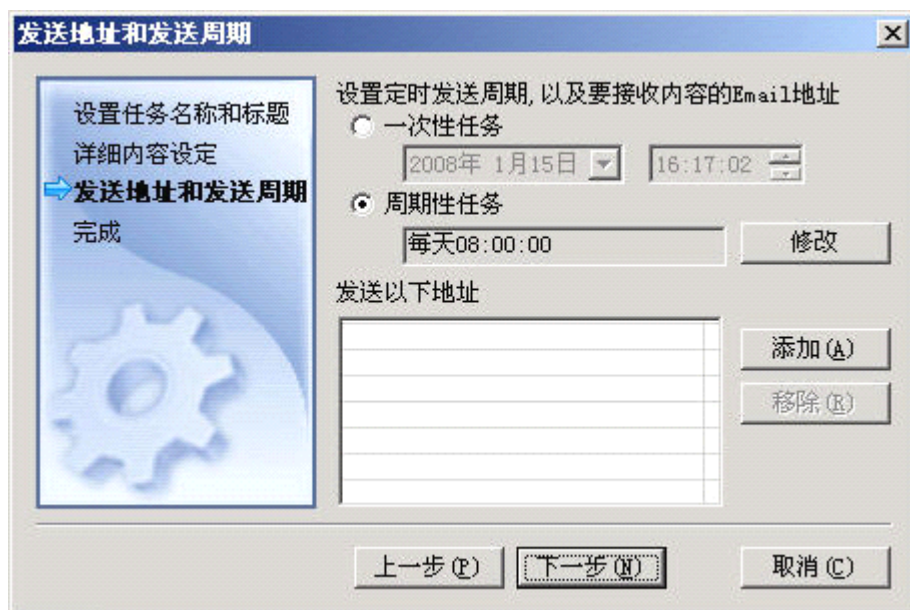 发送地址和发送周期
设置任务名称和标题
详细内容设定
发送地址和发送周期
完成
设置定时发送周期,以及要接收内容的Email地址
一次性任务
2008年 1月15日 16:17:02
周期性任务
每天08:00:00 修改
发送以下地址
添加(A)
移除(R)
上一步(P) 下一步(N) 取消(C)